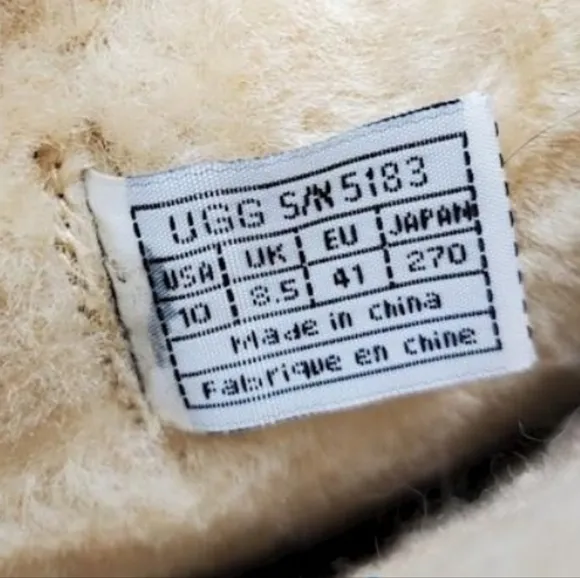 UGG S/N 5183
USA UK EU JAPAN
10 8.5 41 270
Made in China
Fabrique en Chine